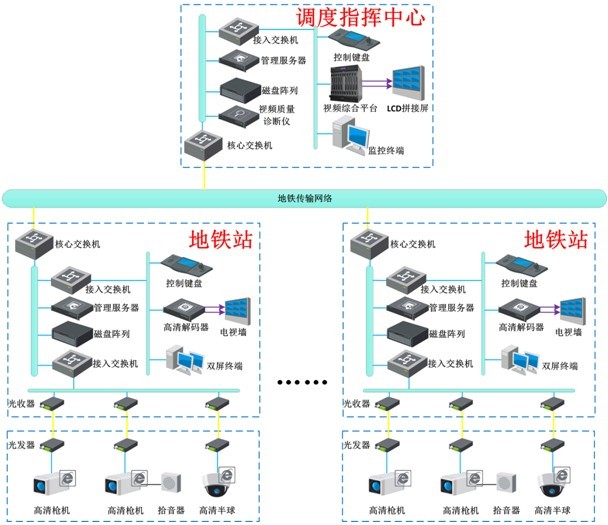 调度指挥中心
接入交换机
控制键盘
管理服务器
磁盘阵列
视频综合平台
LCD拼接屏
视频质量
诊断仪
核心交换机
监控终端
地铁传输网络
核心交换机
地铁站
接入交换机
控制键盘
管理服务器
高清解码器
电视墙
磁盘阵列
接入交换机
双屏终端
光收器
光发器
高清枪机
高清枪机
拾音器
高清半球
······
核心交换机
地铁站
接入交换机
控制键盘
管理服务器
高清解码器
电视墙
磁盘阵列
接入交换机
双屏终端
光收器
光发器
高清枪机
高清枪机
拾音器
高清半球